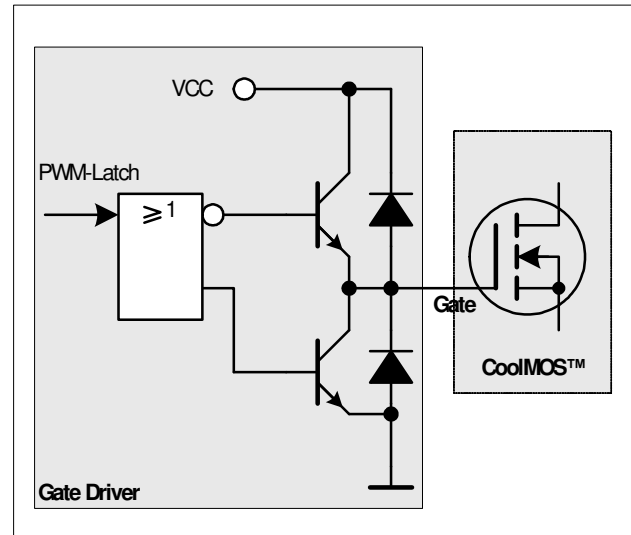 VCC
PWM-Latch
≥1
Gate
CoolMOS™
Gate Driver